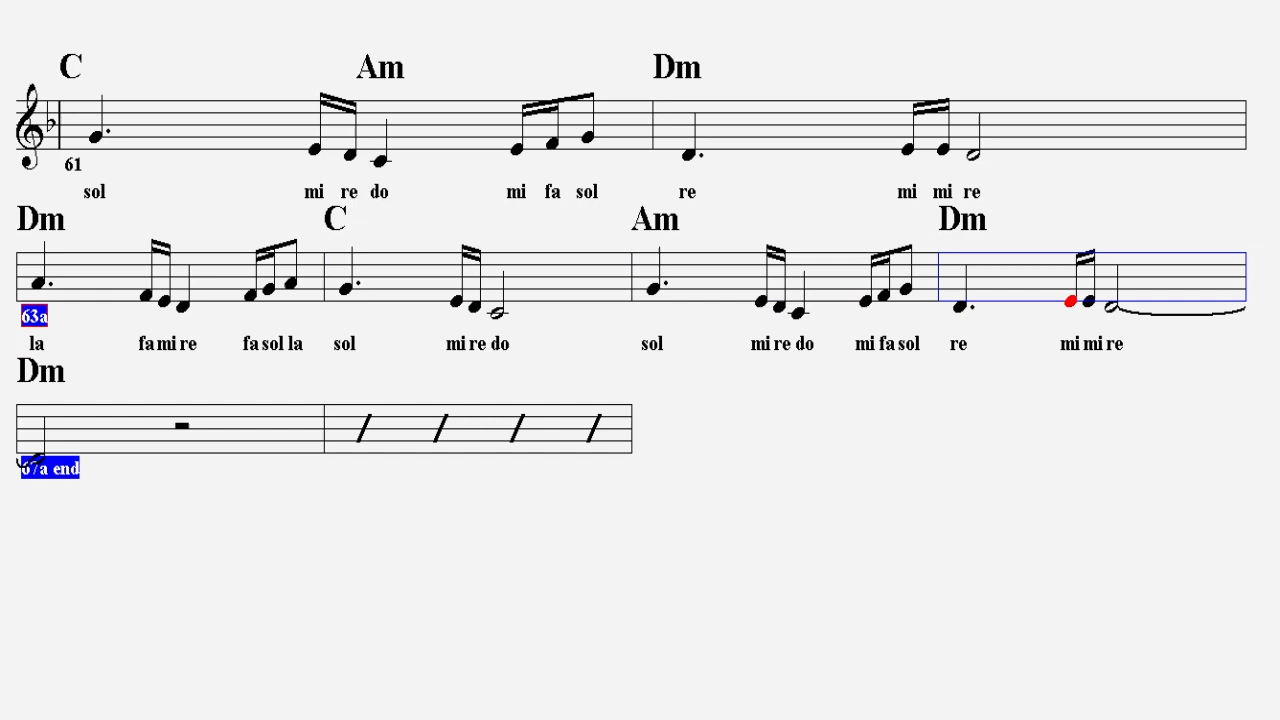 C Am Dm
61
sol mi re do mi fa sol re mi mi re
Dm C Am Dm
63a
la fa mi re fa sol la sol mi re do sol mi re do mi fa sol re mi mi re
Dm
67a end